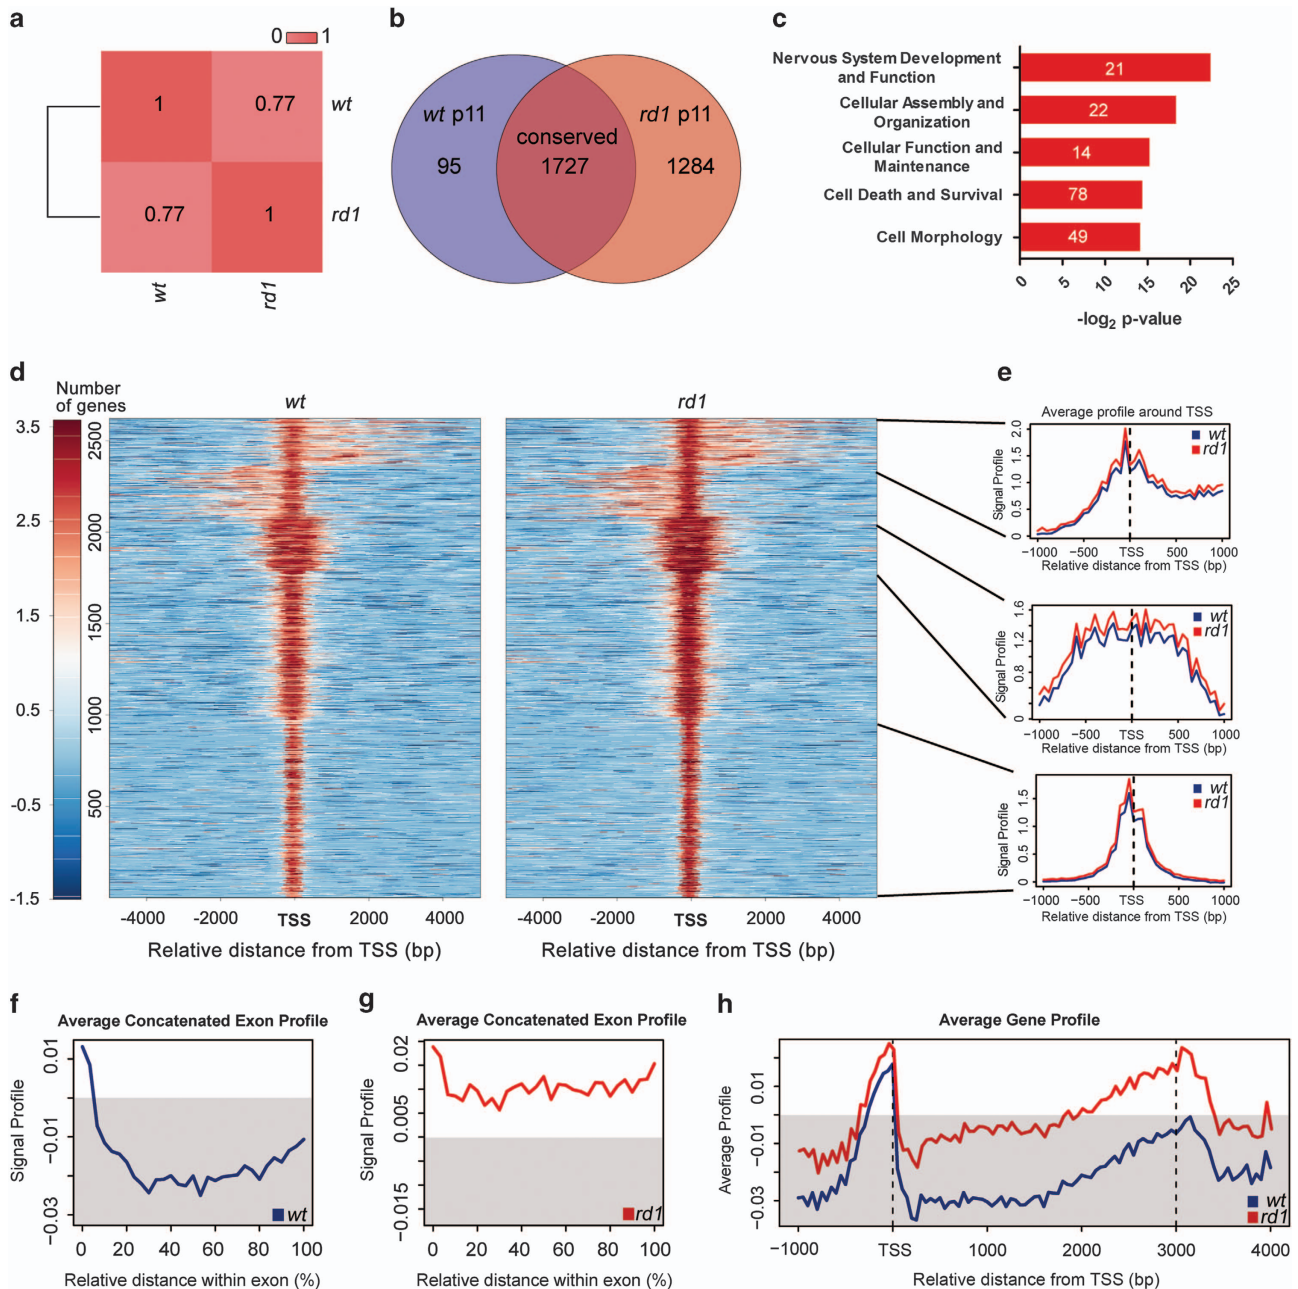 a
0 1
1
0.77
wt
0.77
1
rd1
wt
rd1
b
wt p11
rd1 p11
conserved
95
1727
1284
c
Nervous System Development
and Function
21
Cellular Assembly and
Organization
22
Cellular Function and
Maintenance
14
Cell Death and Survival
78
Cell Morphology
49
0 5 10 15 20 25
-log2 p-value
d
Number
of genes
3.5
2.5
1.5
0.5
-0.5
-1.5
2500
2000
1500
1000
500
wt
rd1
-4000 -2000 TSS 2000 4000
Relative distance from TSS (bp)
-4000 -2000 TSS 2000 4000
Relative distance from TSS (bp)
e
Average profile around TSS
Signal Profile
2.0
1.5
1.0
0.5
0
wt
rd1
−1000 −500 TSS 500 1000
Relative distance from TSS (bp)
Signal Profile
1.6
1.2
0.8
0
wt
rd1
−1000 −500 TSS 500 1000
Relative distance from TSS (bp)
Signal Profile
1.5
1.0
0.5
0
wt
rd1
−1000 −500 TSS 500 1000
Relative distance from TSS (bp)
f
Average Concatenated Exon Profile
Signal Profile
0.01
−0.01
−0.03
wt
0 20 40 60 80 100
Relative distance within exon (%)
g
Average Concatenated Exon Profile
Signal Profile
0.02
0.005
0.005
−0.015
rd1
0 20 40 60 80 100
Relative distance within exon (%)
h
Average Gene Profile
Average Profile
0.01
−0.01
−0.03
wt
rd1
−1000 TSS 1000 2000 3000 4000
Relative distance from TSS (bp)